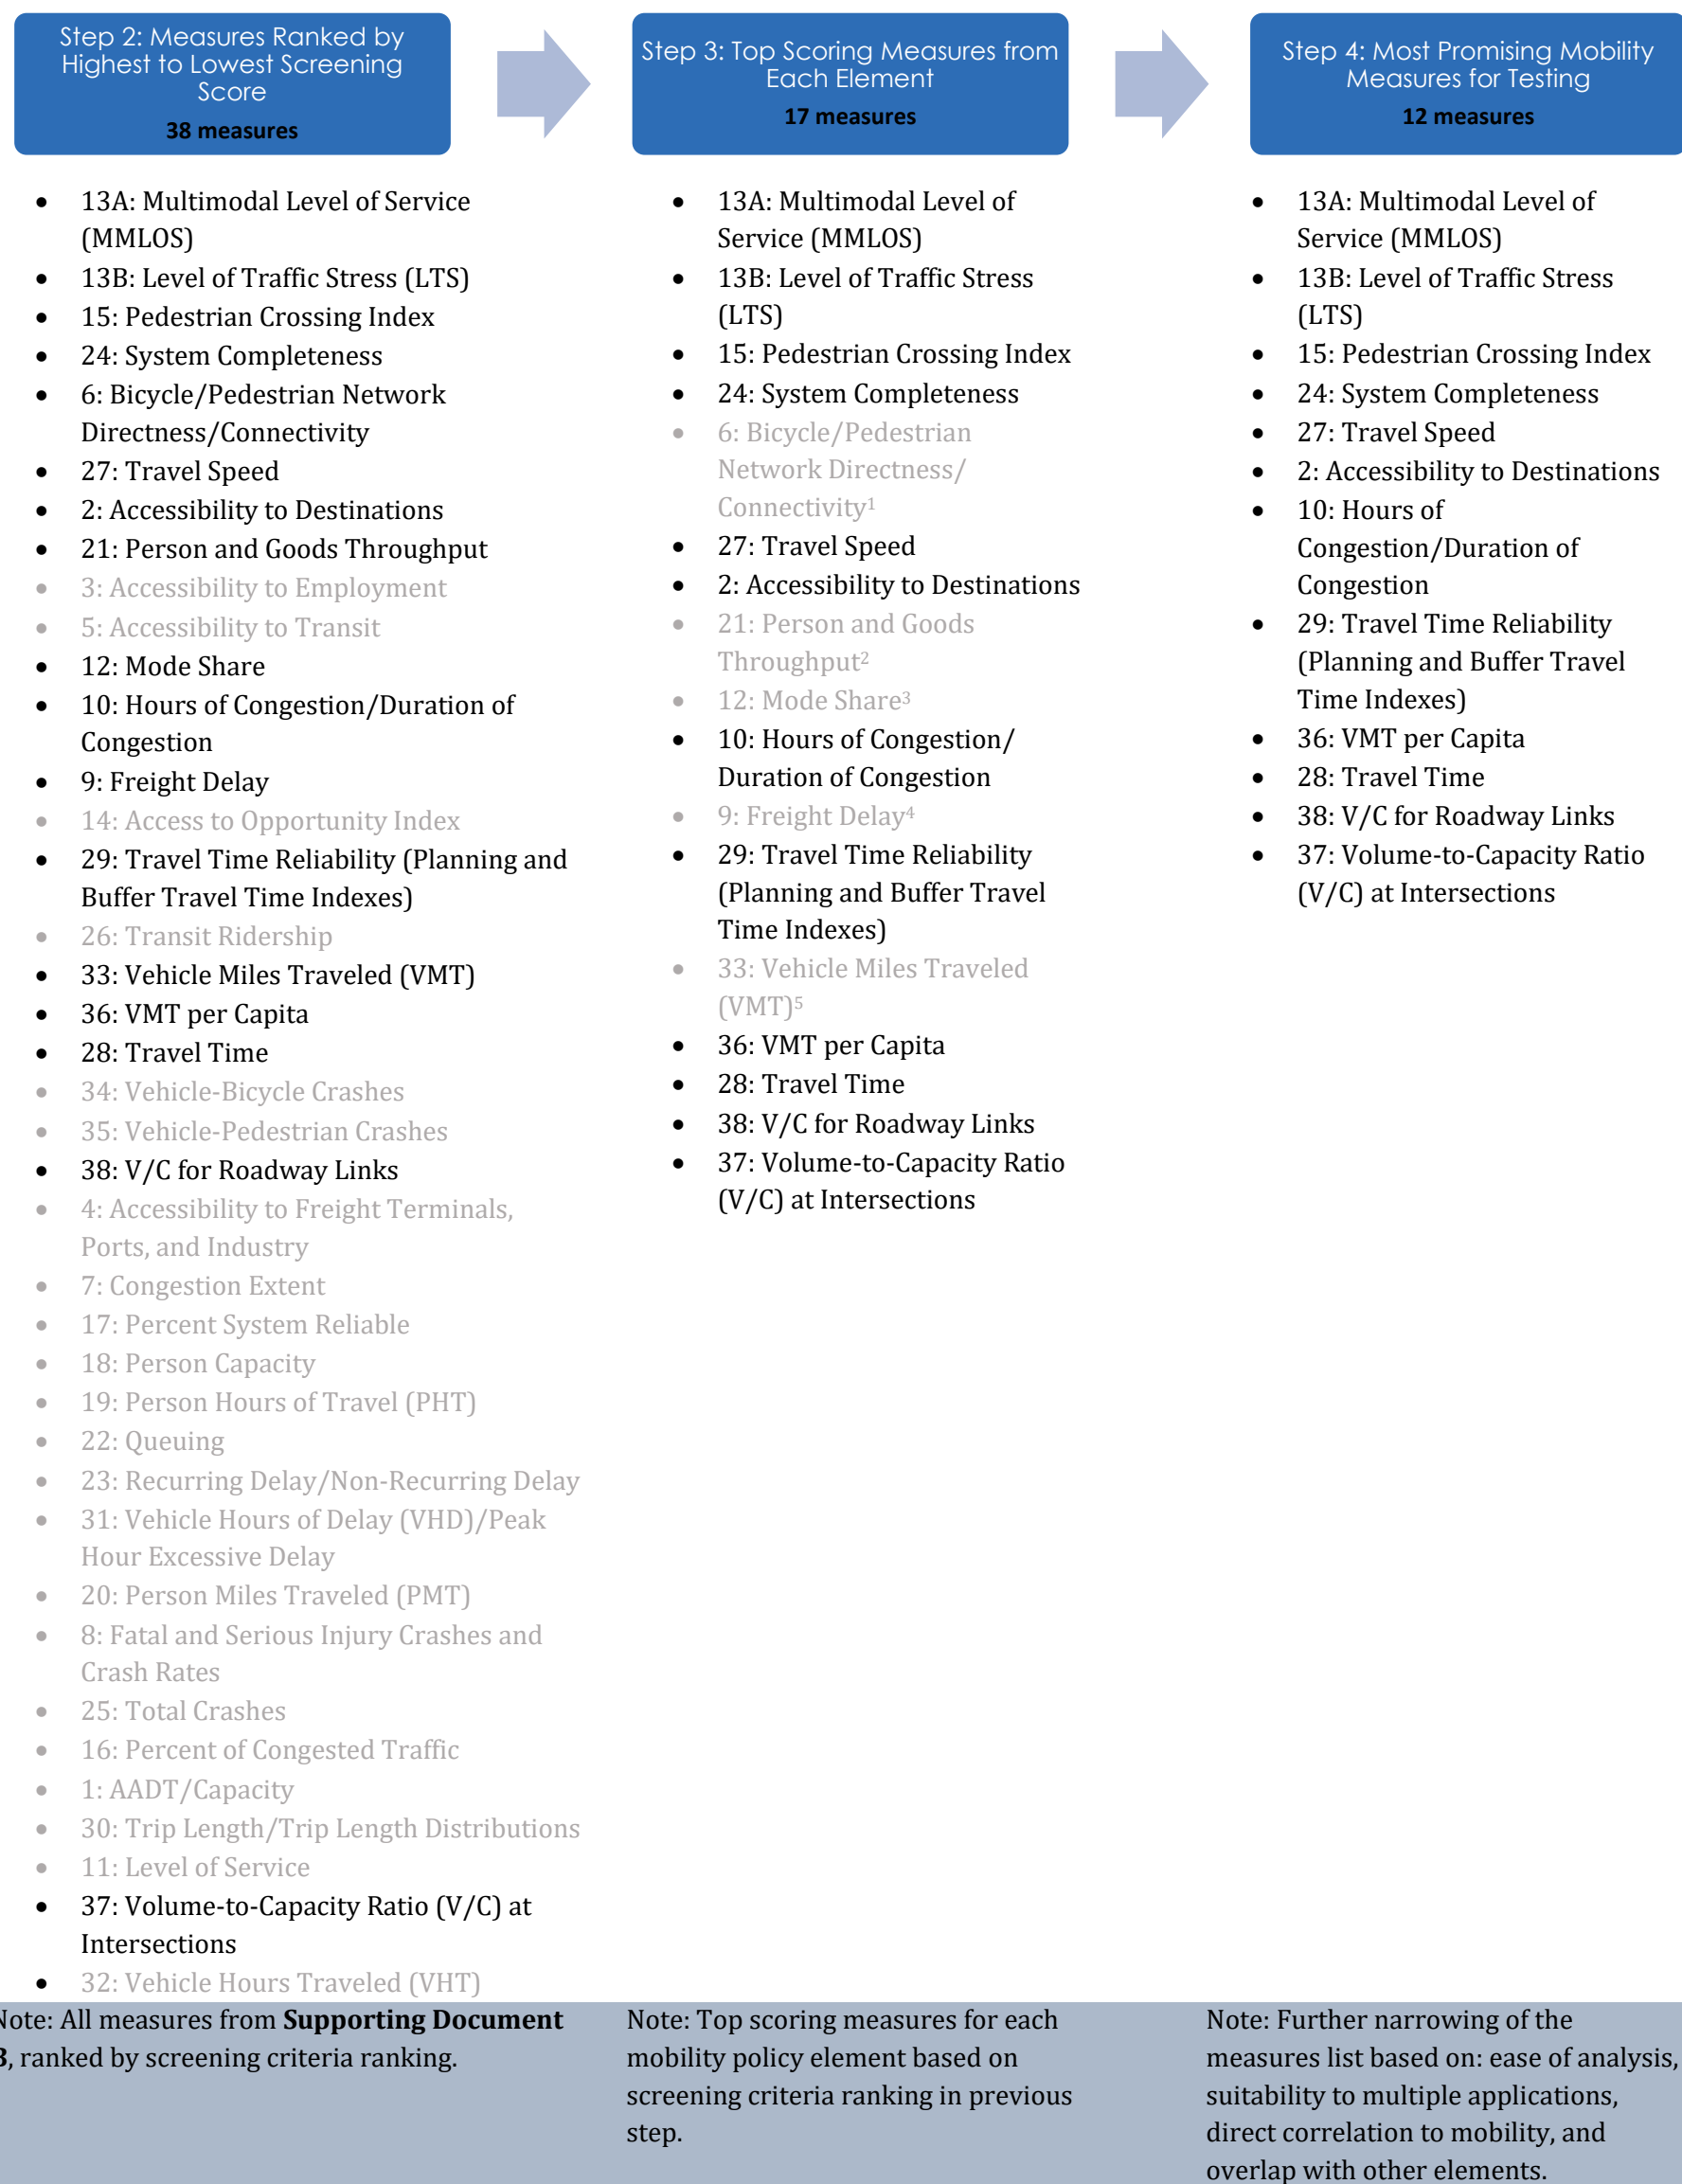 Step 2: Measures Ranked by
Highest to Lowest Screening
Score
38 measures
Step 3: Top Scoring Measures from
Each Element
17 measures
Step 4: Most Promising Mobility
Measures for Testing
12 measures
• 13A: Multimodal Level of Service
(MMLOS)
• 13B: Level of Traffic Stress (LTS)
• 15: Pedestrian Crossing Index
• 24: System Completeness
• 6: Bicycle/Pedestrian Network
Directness/Connectivity
• 27: Travel Speed
• 2: Accessibility to Destinations
• 21: Person and Goods Throughput
• 3: Accessibility to Employment
• 5: Accessibility to Transit
• 12: Mode Share
• 10: Hours of Congestion/Duration of
Congestion
• 9: Freight Delay
• 14: Access to Opportunity Index
• 29: Travel Time Reliability (Planning and
Buffer Travel Time Indexes)
• 26: Transit Ridership
• 33: Vehicle Miles Traveled (VMT)
• 36: VMT per Capita
• 28: Travel Time
• 34: Vehicle-Bicycle Crashes
• 35: Vehicle-Pedestrian Crashes
• 38: V/C for Roadway Links
• 4: Accessibility to Freight Terminals,
Ports, and Industry
• 7: Congestion Extent
• 17: Percent System Reliable
• 18: Person Capacity
• 19: Person Hours of Travel (PHT)
• 22: Queuing
• 23: Recurring Delay/Non-Recurring Delay
• 31: Vehicle Hours of Delay (VHD)/Peak
Hour Excessive Delay
• 20: Person Miles Traveled (PMT)
• 8: Fatal and Serious Injury Crashes and
Crash Rates
• 25: Total Crashes
• 16: Percent of Congested Traffic
• 1: AADT/Capacity
• 30: Trip Length/Trip Length Distributions
• 11: Level of Service
• 37: Volume-to-Capacity Ratio (V/C) at
Intersections
• 32: Vehicle Hours Traveled (VHT)
Note: All measures from Supporting Document
3, ranked by screening criteria ranking.
• 13A: Multimodal Level of
Service (MMLOS)
• 13B: Level of Traffic Stress
(LTS)
• 15: Pedestrian Crossing Index
• 24: System Completeness
• 6: Bicycle/Pedestrian
Network Directness/
Connectivity¹
• 27: Travel Speed
• 2: Accessibility to Destinations
• 21: Person and Goods
Throughput²
• 12: Mode Share³
• 10: Hours of Congestion/
Duration of Congestion
• 9: Freight Delay⁴
• 29: Travel Time Reliability
(Planning and Buffer Travel
Time Indexes)
• 33: Vehicle Miles Traveled
(VMT)⁵
• 36: VMT per Capita
• 28: Travel Time
• 38: V/C for Roadway Links
• 37: Volume-to-Capacity Ratio
(V/C) at Intersections
Note: Top scoring measures for each
mobility policy element based on
screening criteria ranking in previous
step.
• 13A: Multimodal Level of
Service (MMLOS)
• 13B: Level of Traffic Stress
(LTS)
• 15: Pedestrian Crossing Index
• 24: System Completeness
• 27: Travel Speed
• 2: Accessibility to Destinations
• 10: Hours of
Congestion/Duration of
Congestion
• 29: Travel Time Reliability
(Planning and Buffer Travel
Time Indexes)
• 36: VMT per Capita
• 28: Travel Time
• 38: V/C for Roadway Links
• 37: Volume-to-Capacity Ratio
(V/C) at Intersections
Note: Further narrowing of the
measures list based on: ease of analysis,
suitability to multiple applications,
direct correlation to mobility, and
overlap with other elements.